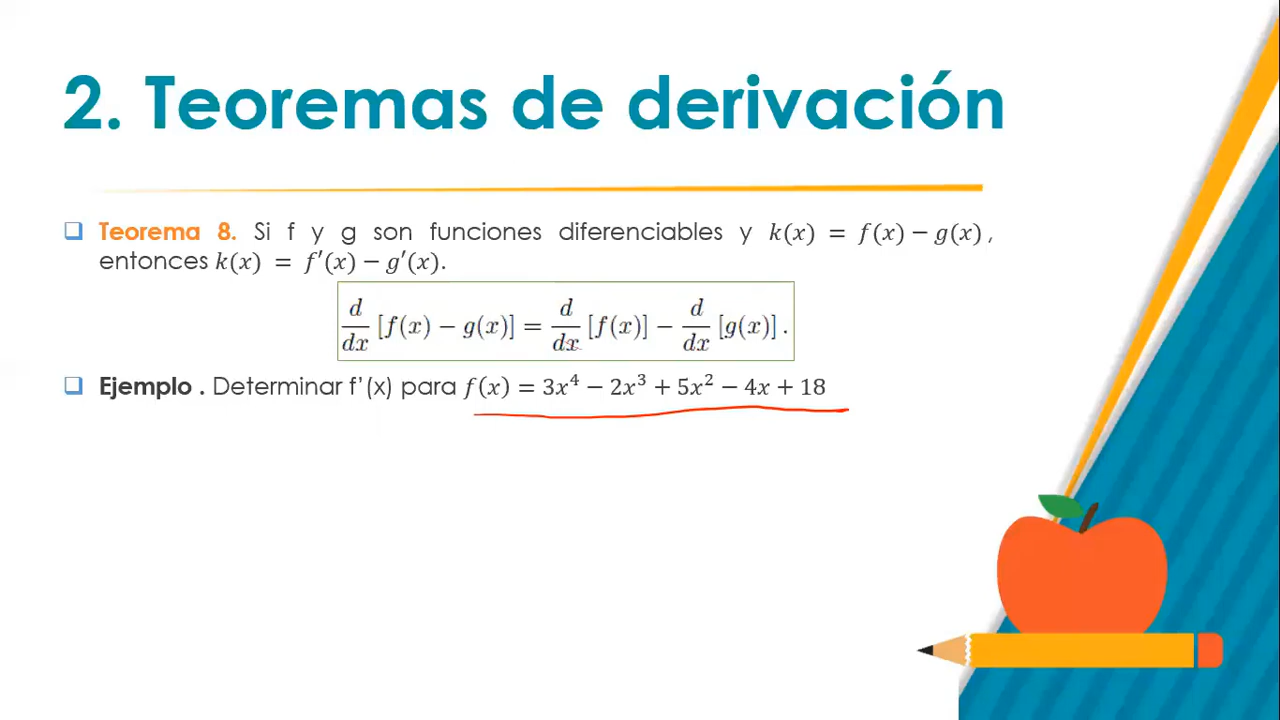 2. Teoremas de derivación
❑ Teorema 8. Si f y g son funciones diferenciables y k(x) = f(x) − g(x),
entonces k(x) = f′(x) − g′(x).
d/dx [f(x) − g(x)] = d/dx [f(x)] − d/dx [g(x)] .
❑ Ejemplo . Determinar f'(x) para f(x) = 3x⁴ − 2x³ + 5x² − 4x + 18